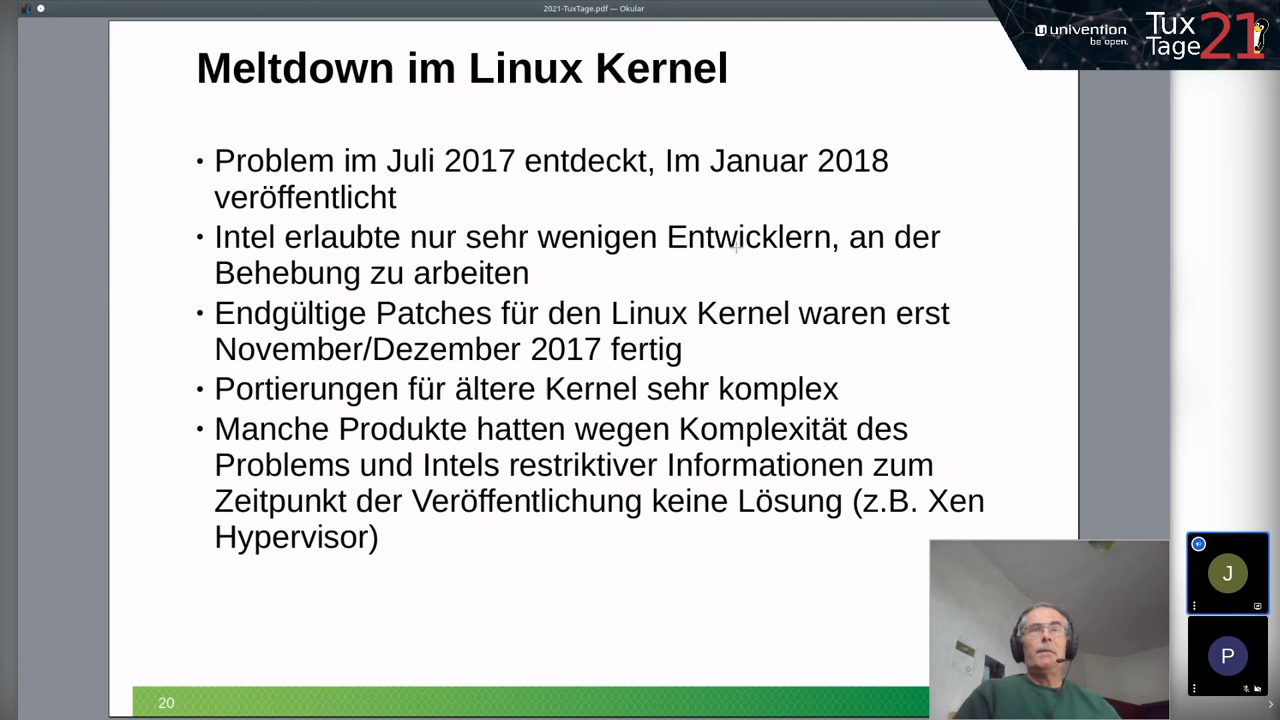 2021-TuxTage.pdf — Okular
univention
be open.
Tux
Tage
21
Meltdown im Linux Kernel
• Problem im Juli 2017 entdeckt, Im Januar 2018
veröffentlicht
• Intel erlaubte nur sehr wenigen Entwicklern, an der
Behebung zu arbeiten
• Endgültige Patches für den Linux Kernel waren erst
November/Dezember 2017 fertig
• Portierungen für ältere Kernel sehr komplex
• Manche Produkte hatten wegen Komplexität des
Problems und Intels restriktiver Informationen zum
Zeitpunkt der Veröffentlichung keine Lösung (z.B. Xen
Hypervisor)
J
P
20